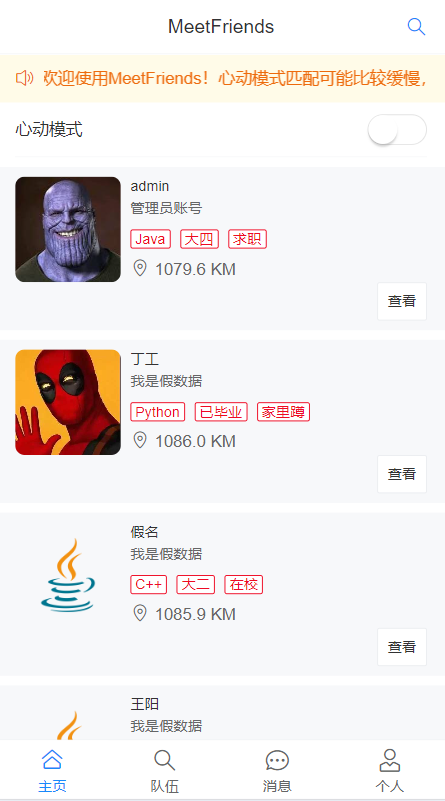 MeetFriends
欢迎使用MeetFriends！心动模式匹配可能比较缓慢，
心动模式
admin
管理员账号
Java 大四 求职
1079.6 KM
查看
丁工
我是假数据
Python 已毕业 家里蹲
1086.0 KM
查看
假名
我是假数据
C++ 大二 在校
1085.9 KM
查看
王阳
我是假数据
主页 队伍 消息 个人